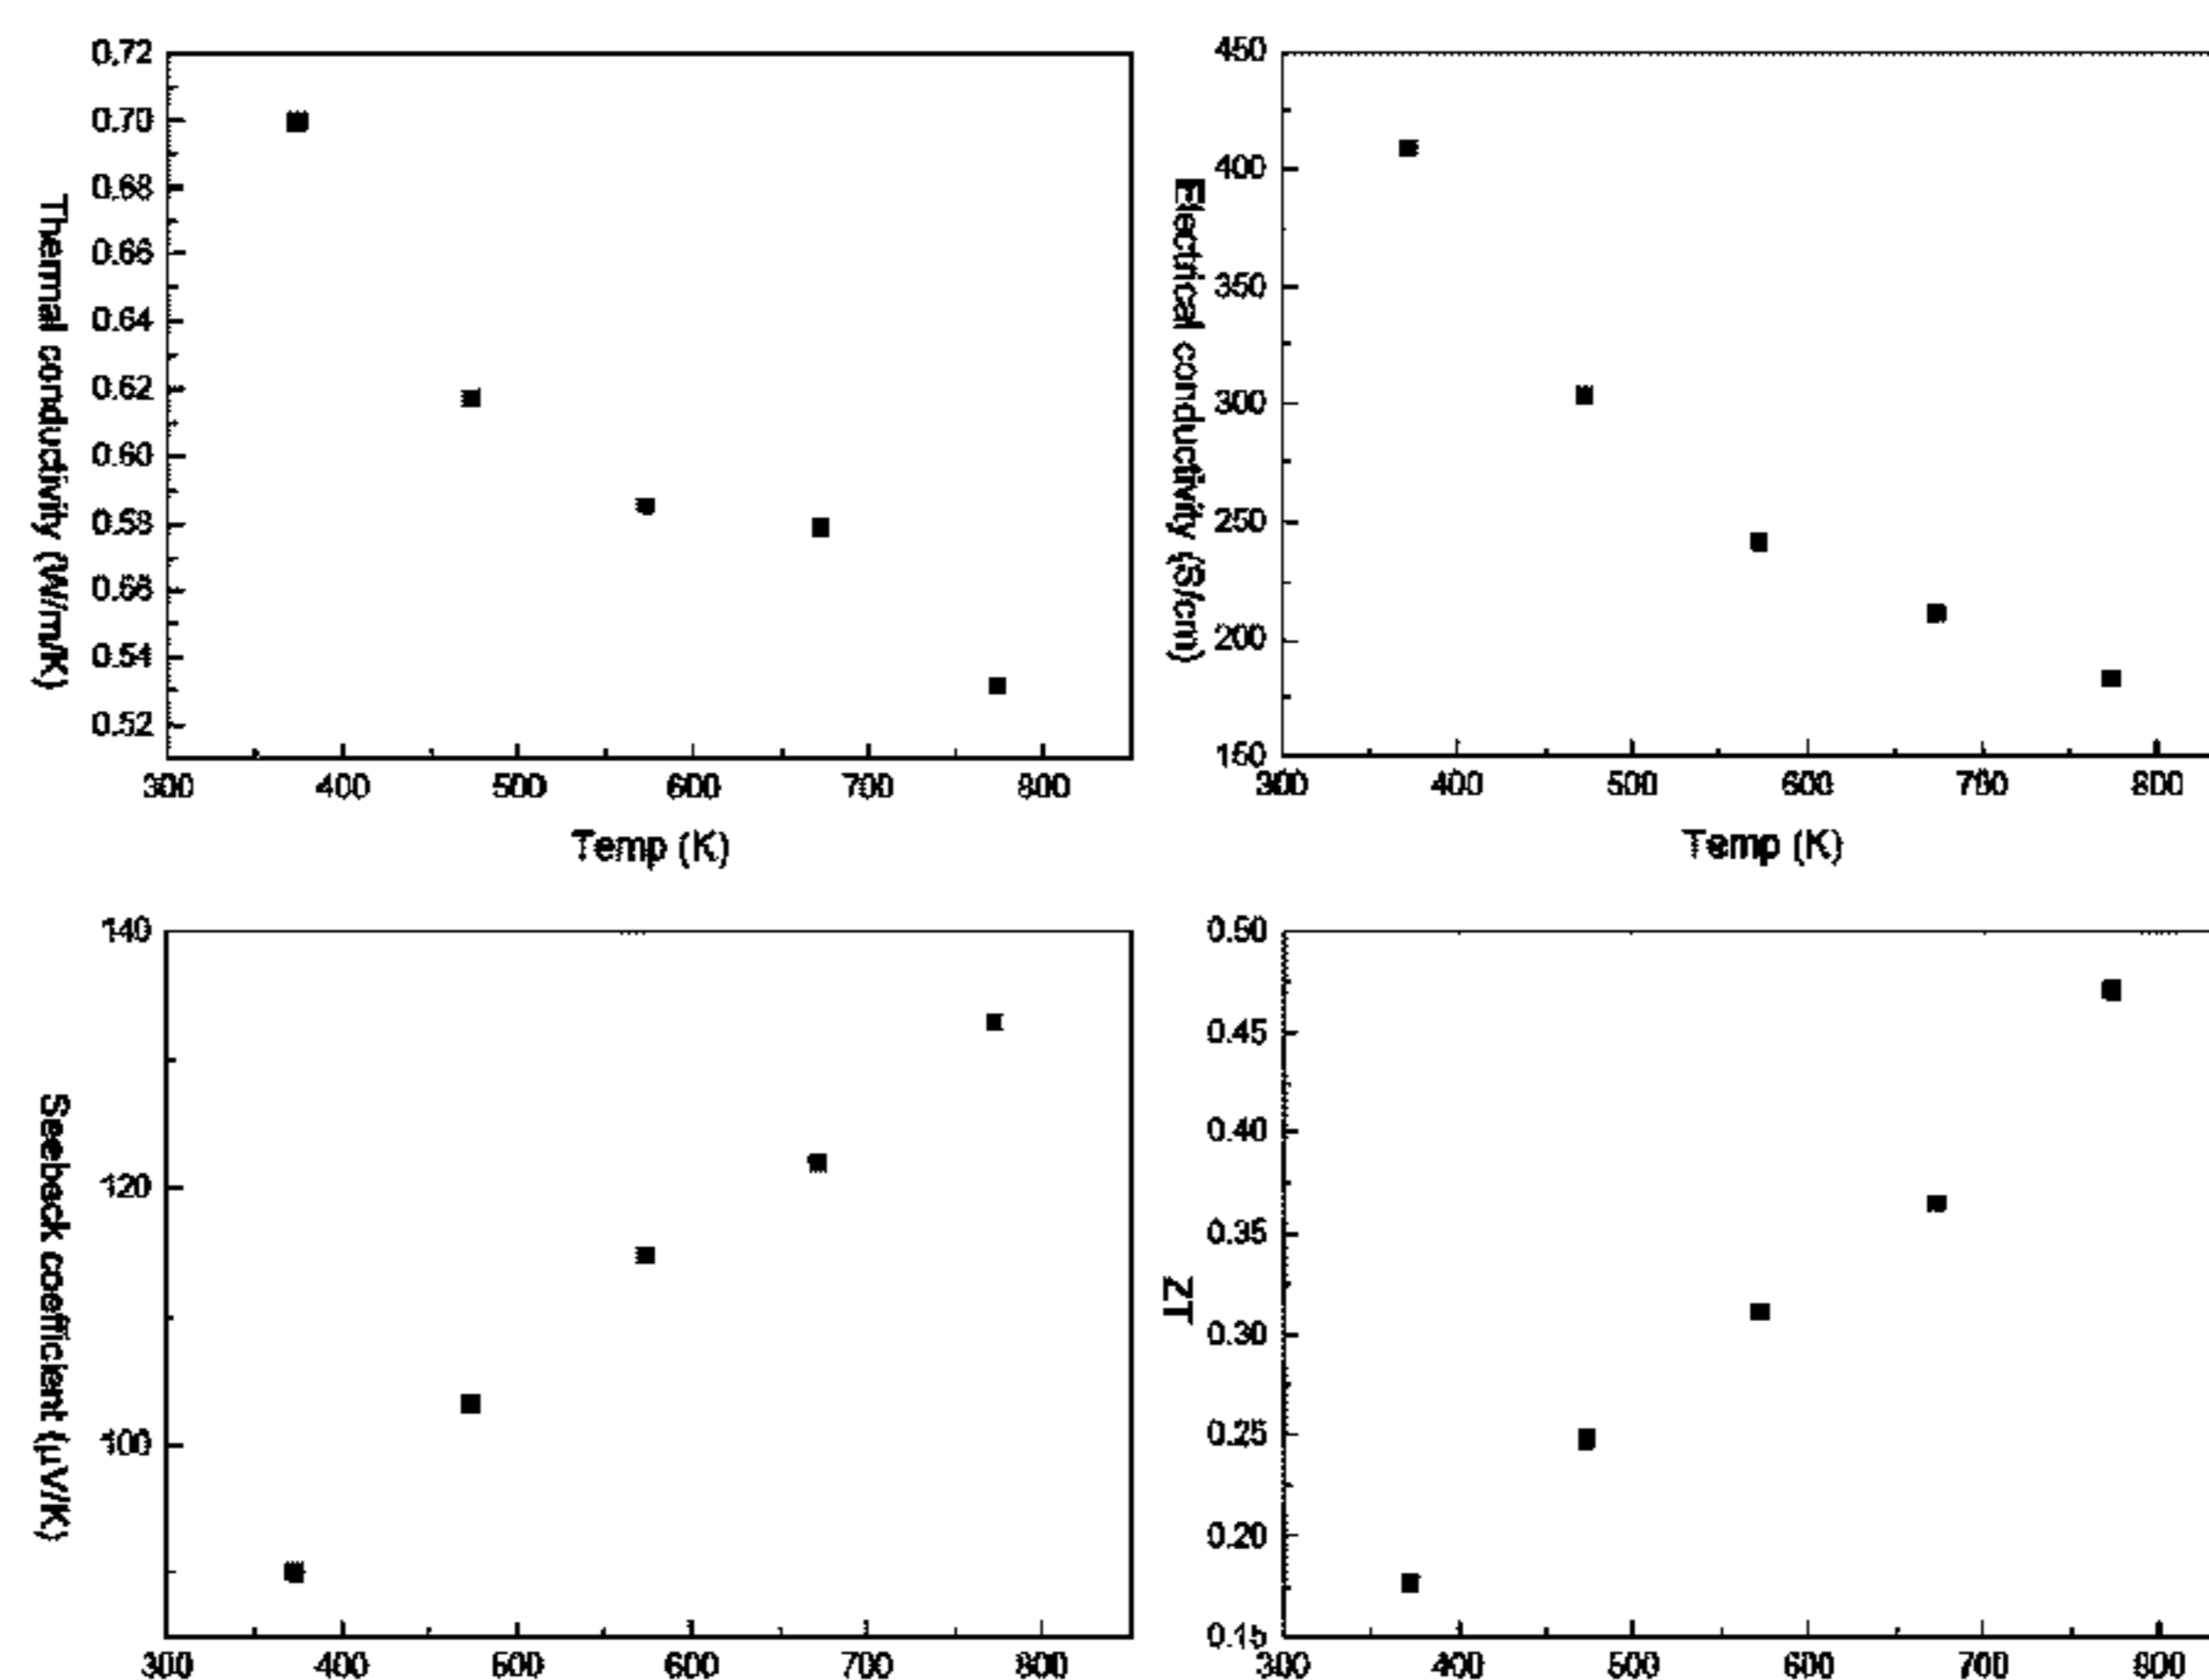 0.72
0.70
0.68
0.66
0.64
0.62
0.60
0.58
0.56
0.54
0.52
Thermal conductivity (W/m/K)
300 400 500 600 700 800
Temp (K)
450
400
350
300
250
200
150
Electrical conductivity (S/cm)
300 400 500 600 700 800
Temp (K)
140
120
100
Seebeck coefficient (μV/K)
300 400 500 600 700 800
0.50
0.45
0.40
0.35
0.30
0.25
0.20
0.15
ZT
300 400 500 600 700 800